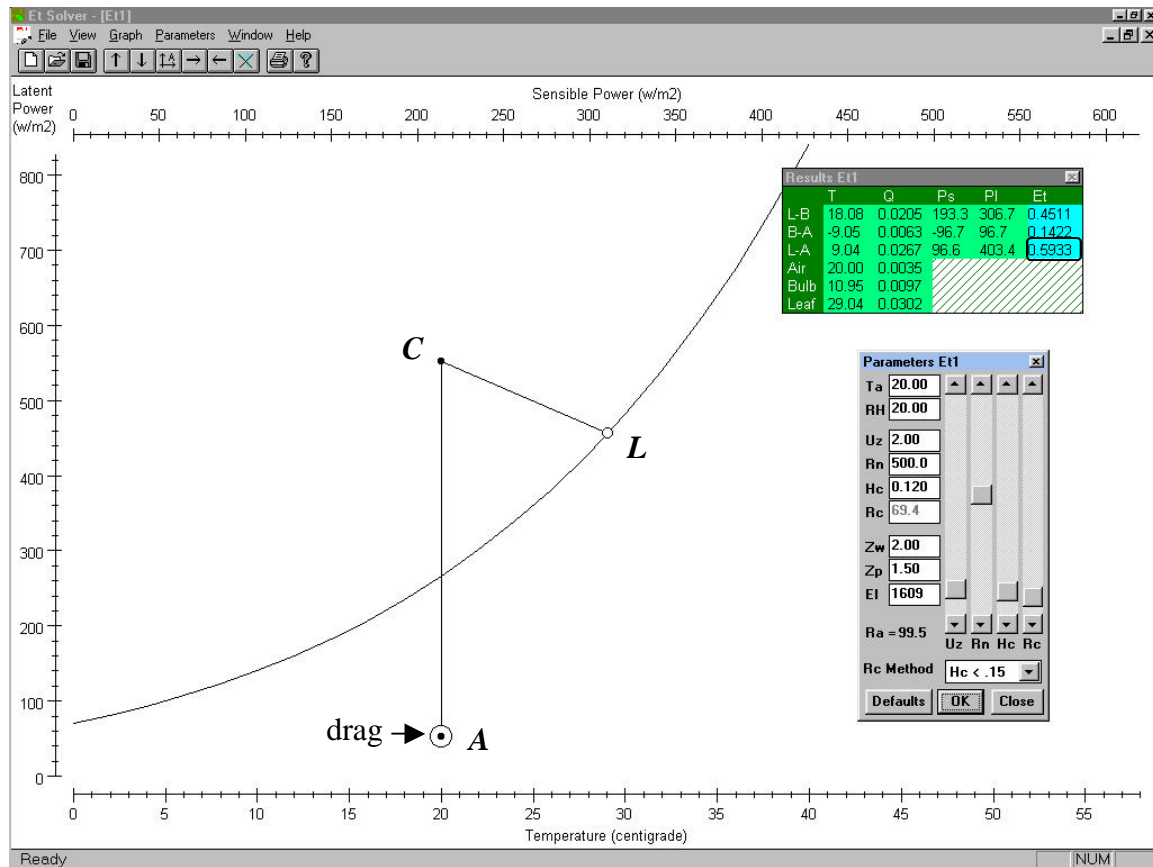 Et Solver - [Et1]
File View Graph Parameters Window Help
Latent
Power
(w/m2)
Sensible Power (w/m2)
0 50 100 150 200 250 300 350 400 450 500 550 600
800
700
600
500
400
300
200
100
0
Results Et1
T Q Ps Pl Et
L-B 18.08 0.0205 193.3 306.7 0.4511
B-A -9.05 0.0063 -96.7 96.7 0.1422
L-A 9.04 0.0267 96.6 403.4 0.5933
Air 20.00 0.0035
Bulb 10.95 0.0097
Leaf 29.04 0.0302
C
L
drag
A
Parameters Et1
Ta 20.00
RH 20.00
Uz 2.00
Rn 500.0
Hc 0.120
Rc 69.4
Zw 2.00
Zp 1.50
El 1609
Ra = 99.5
Uz Rn Hc Rc
Rc Method Hc < .15
Defaults OK Close
0 5 10 15 20 25 30 35 40 45 50 55
Temperature (centigrade)
Ready NUM